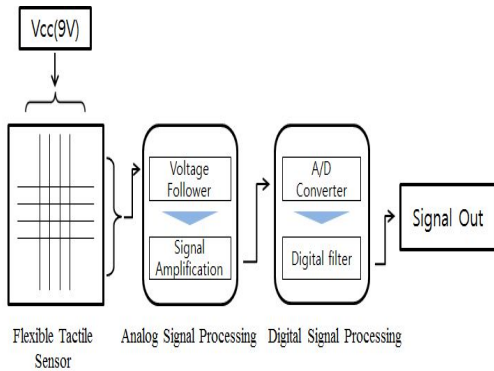 Vcc(9V)
Voltage
Follower
Signal
Amplification
A/D
Converter
Digital filter
Signal Out
Flexible Tactile
Sensor
Analog Signal Processing
Digital Signal Processing